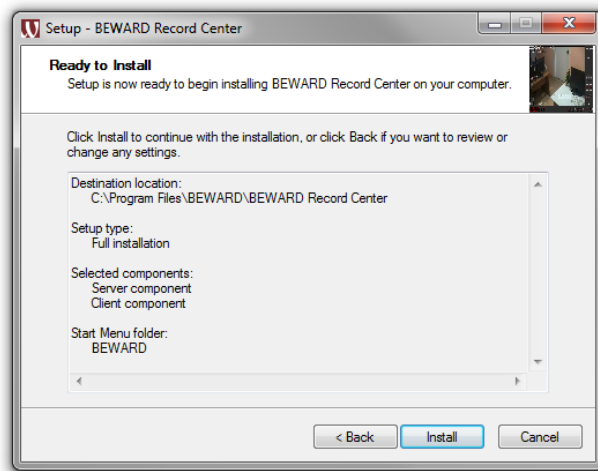 Setup - BEWARD Record Center
Ready to Install
Setup is now ready to begin installing BEWARD Record Center on your computer.
Click Install to continue with the installation, or click Back if you want to review or
change any settings.
Destination location:
C:\Program Files\BEWARD\BEWARD Record Center
Setup type:
Full installation
Selected components:
Server component
Client component
Start Menu folder:
BEWARD
< Back
Install
Cancel